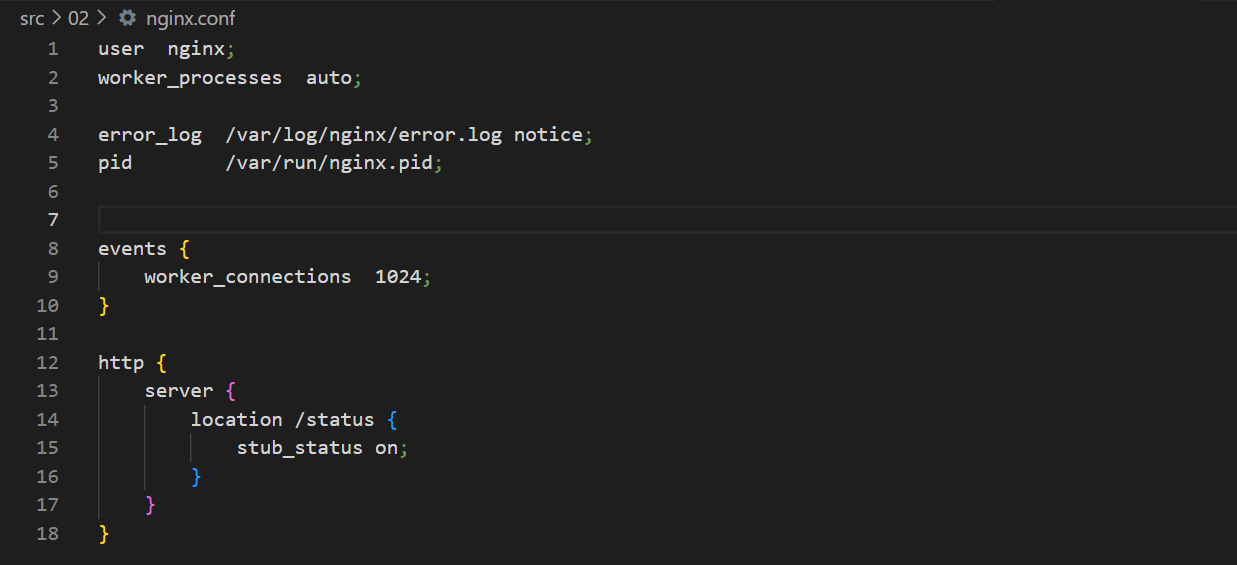 src > 02 > nginx.conf
1 user  nginx;
2 worker_processes  auto;
3
4 error_log  /var/log/nginx/error.log notice;
5 pid        /var/run/nginx.pid;
6
7
8 events {
9     worker_connections  1024;
10 }
11
12 http {
13     server {
14         location /status {
15             stub_status on;
16         }
17     }
18 }